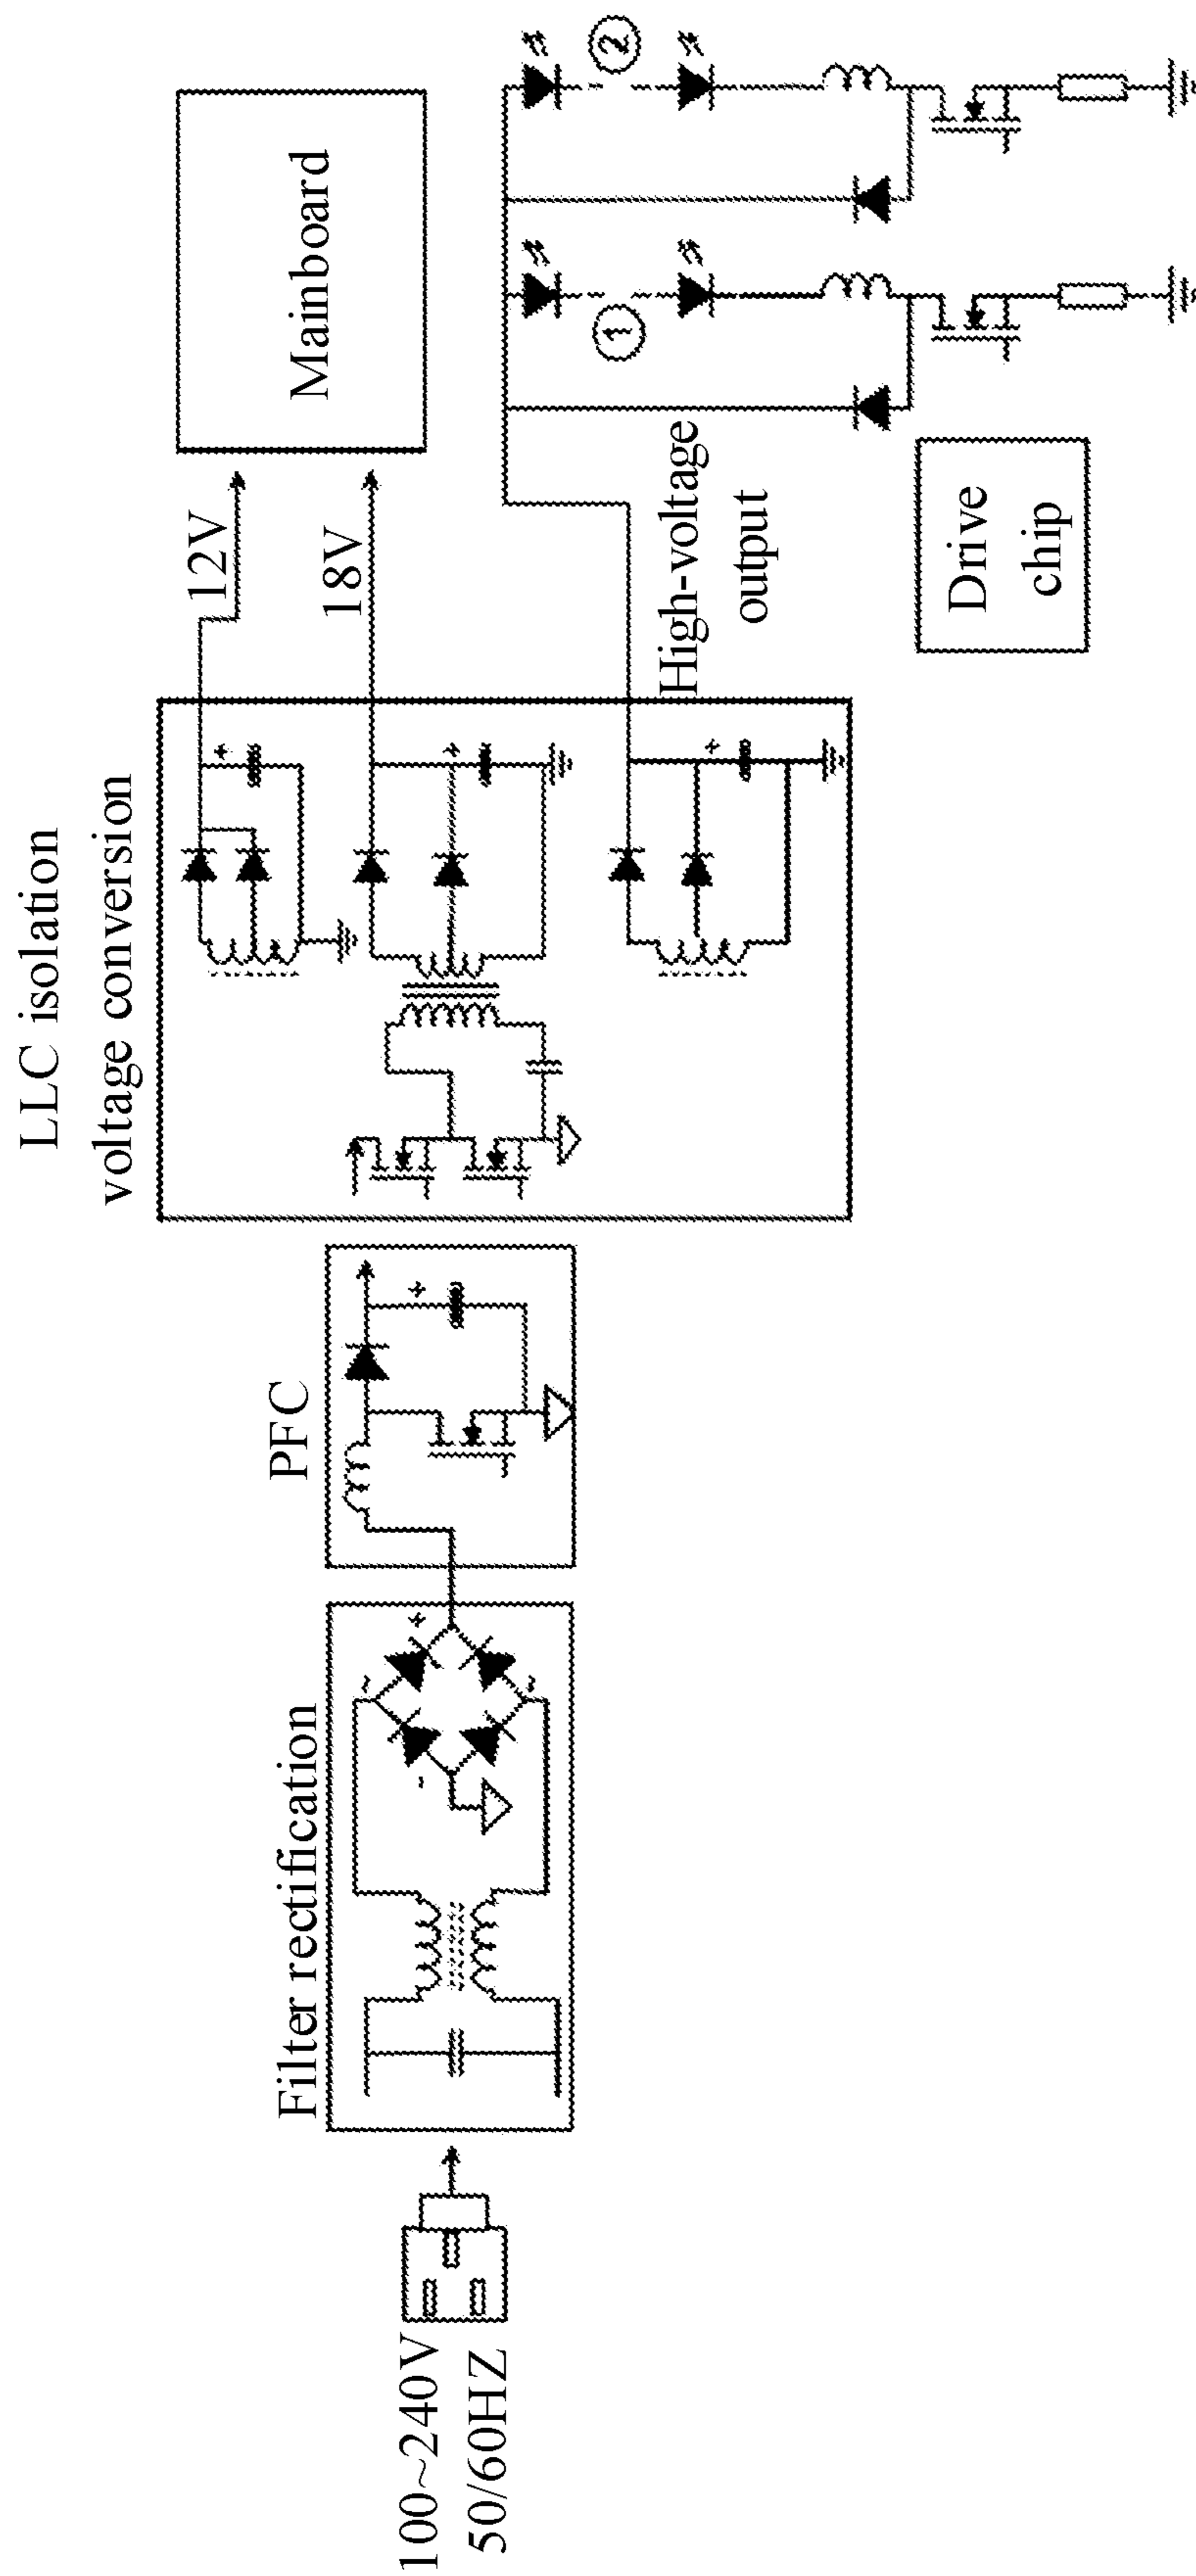 100~240V
50/60HZ
Filter rectification
PFC
LLC isolation
voltage conversion
12V
18V
Mainboard
High-voltage
output
Drive
chip
1
2